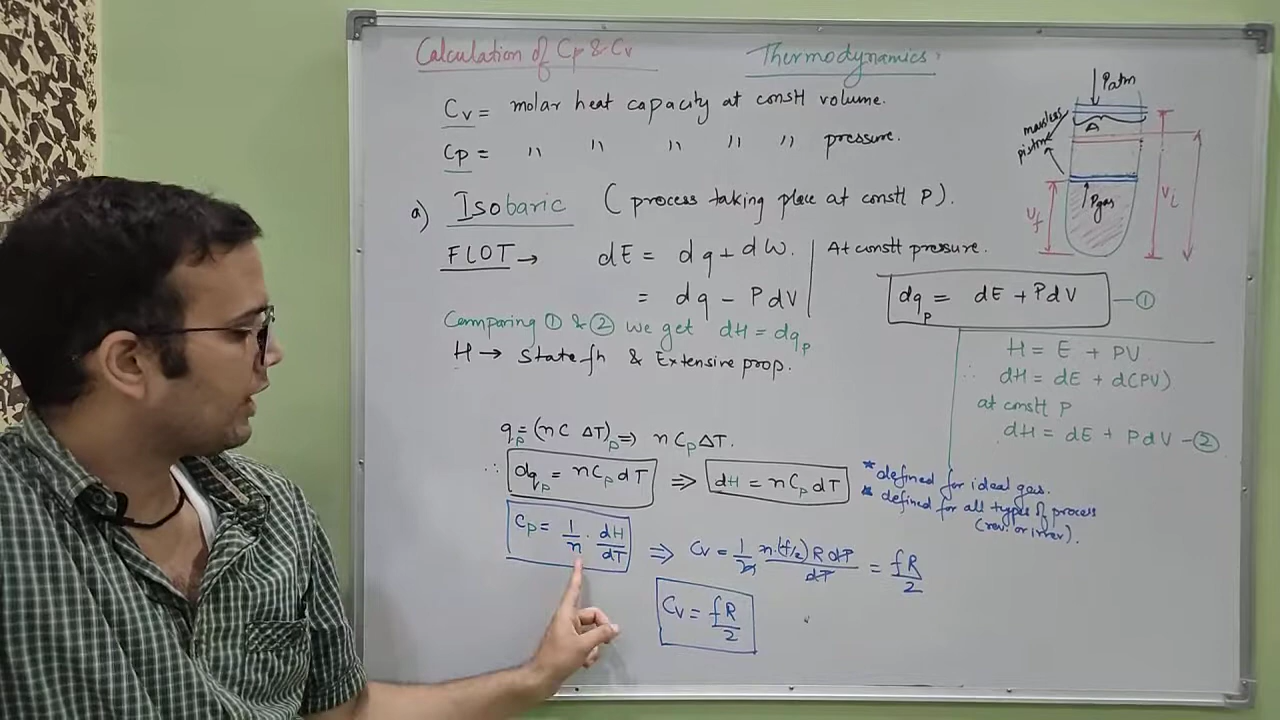 Calculation of Cp & Cv
Thermodynamics:
Cv = molar heat capacity at constt volume.
Cp = " " " " " pressure.
a) Isobaric (process taking place at constt P).
FLOT → dE = dq + dW.
= dq - PdV
At constt pressure.
dqp = dE + PdV — ①
Comparing ① & ② we get dH = dqp
H → State fn & Extensive prop.
H = E + PV
∴ dH = dE + d(PV)
at constt P
dH = dE + PdV - ②
qp = (nC ΔT)p ⇒ nCpΔT.
∴ dqp = nCpdT ⇒ dH = nCpdT
* defined for ideal gas.
* defined for all types of process
(rev. or irrev).
Cp = 1/n · dH/dT ⇒ Cv = 1/n n.(f/2) R dT/dT = fR/2
Cv = fR/2
Patm
massless
piston
A
Pgas
Vf
Vi